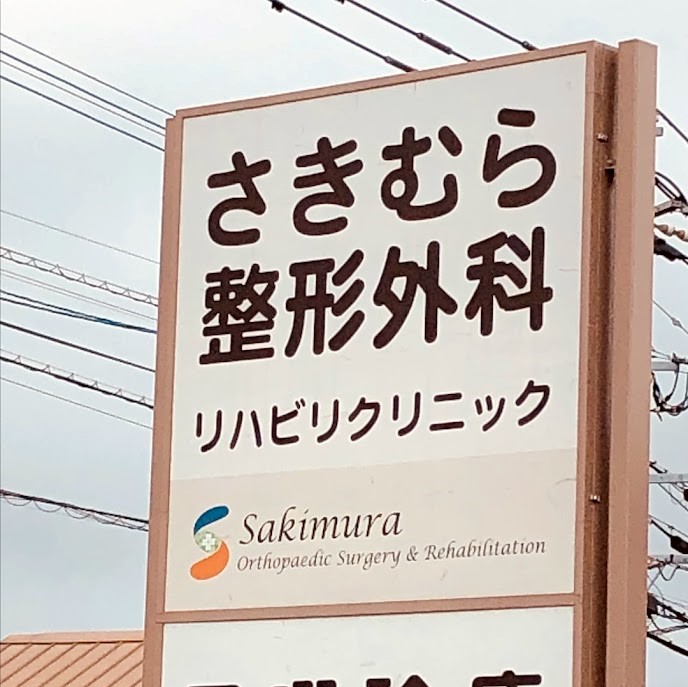 さきむら
整形外科
リハビリクリニック
Sakimura
Orthopaedic Surgery & Rehabilitation